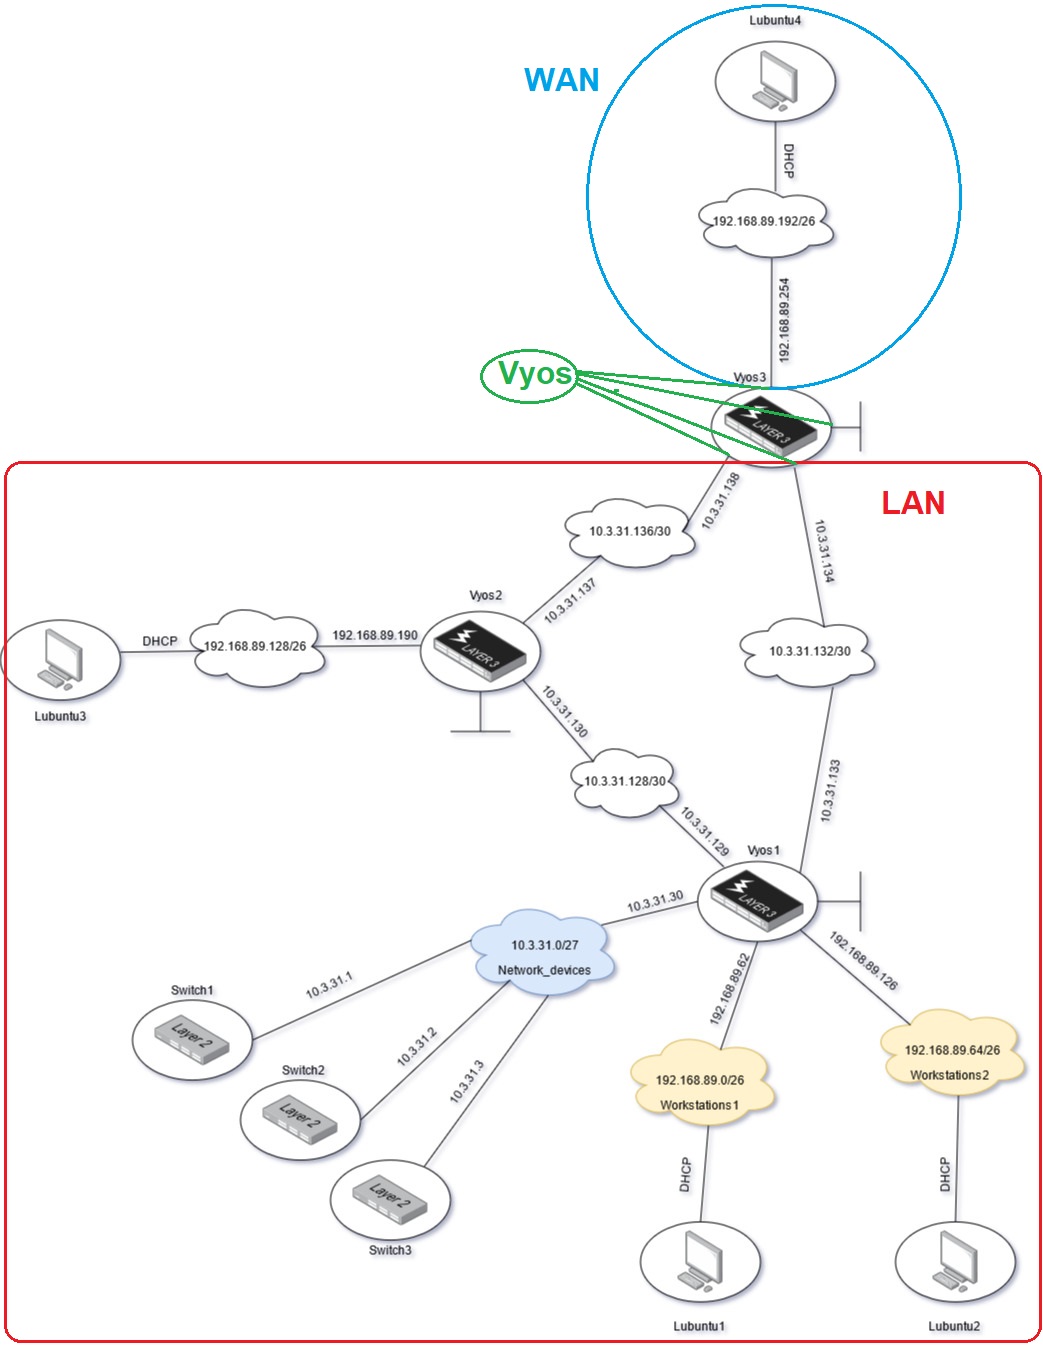 Lubuntu4
WAN
DHCP
192.168.89.192/26
192.168.89.254
Vyos3
Vyos
LAYER 3
LAN
10.3.31.138
10.3.31.136/30
10.3.31.134
10.3.31.137
Vyos2
DHCP
192.168.89.128/26
192.168.89.190
LAYER 3
10.3.31.132/30
Lubuntu3
10.3.31.130
10.3.31.128/30
10.3.31.133
10.3.31.129
Vyos1
LAYER 3
10.3.31.30
10.3.31.0/27
Network_devices
192.168.89.62
192.168.89.126
10.3.31.1
Switch1
Layer 2
10.3.31.2
Switch2
Layer 2
10.3.31.3
Switch3
Layer 2
192.168.89.0/26
Workstations1
192.168.89.64/26
Workstations2
DHCP
DHCP
Lubuntu1
Lubuntu2